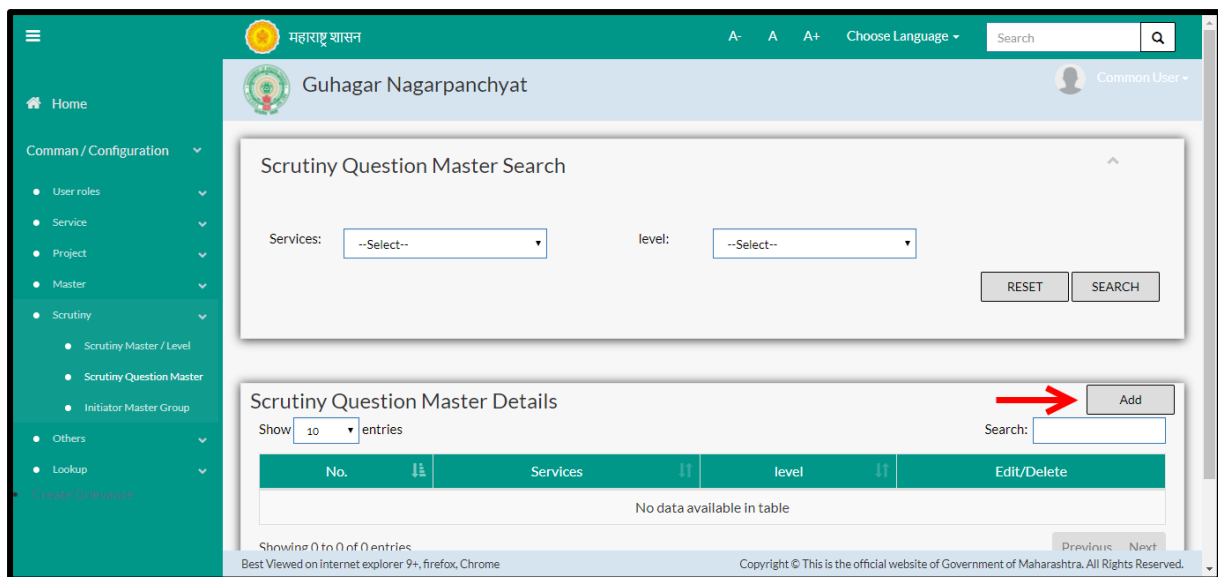 महाराष्ट्र शासन
A- A A+ Choose Language
Search
Guhagar Nagarpanchyat
Common User
Home
Comman / Configuration
User roles
Service
Project
Master
Scrutiny
Scrutiny Master / Level
Scrutiny Question Master
Initiator Master Group
Others
Lookup
Create Grievance
Scrutiny Question Master Search
Services: --Select-- level: --Select--
RESET SEARCH
Scrutiny Question Master Details
Add
Show 10 entries Search:
No. Services level Edit/Delete
No data available in table
Showing 0 to 0 of 0 entries Previous Next
Best Viewed on internet explorer 9+, firefox, Chrome Copyright © This is the official website of Government of Maharashtra. All Rights Reserved.